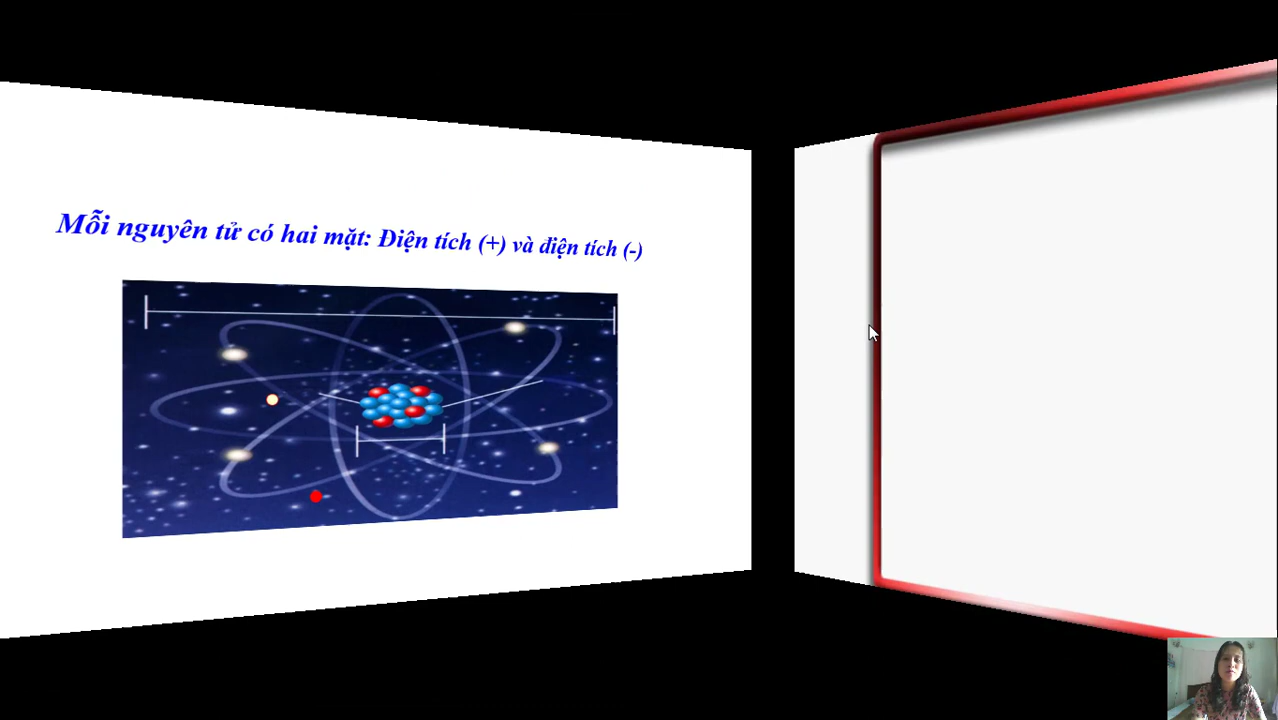 Mỗi nguyên tử có hai mặt: Điện tích (+) và điện tích (-)